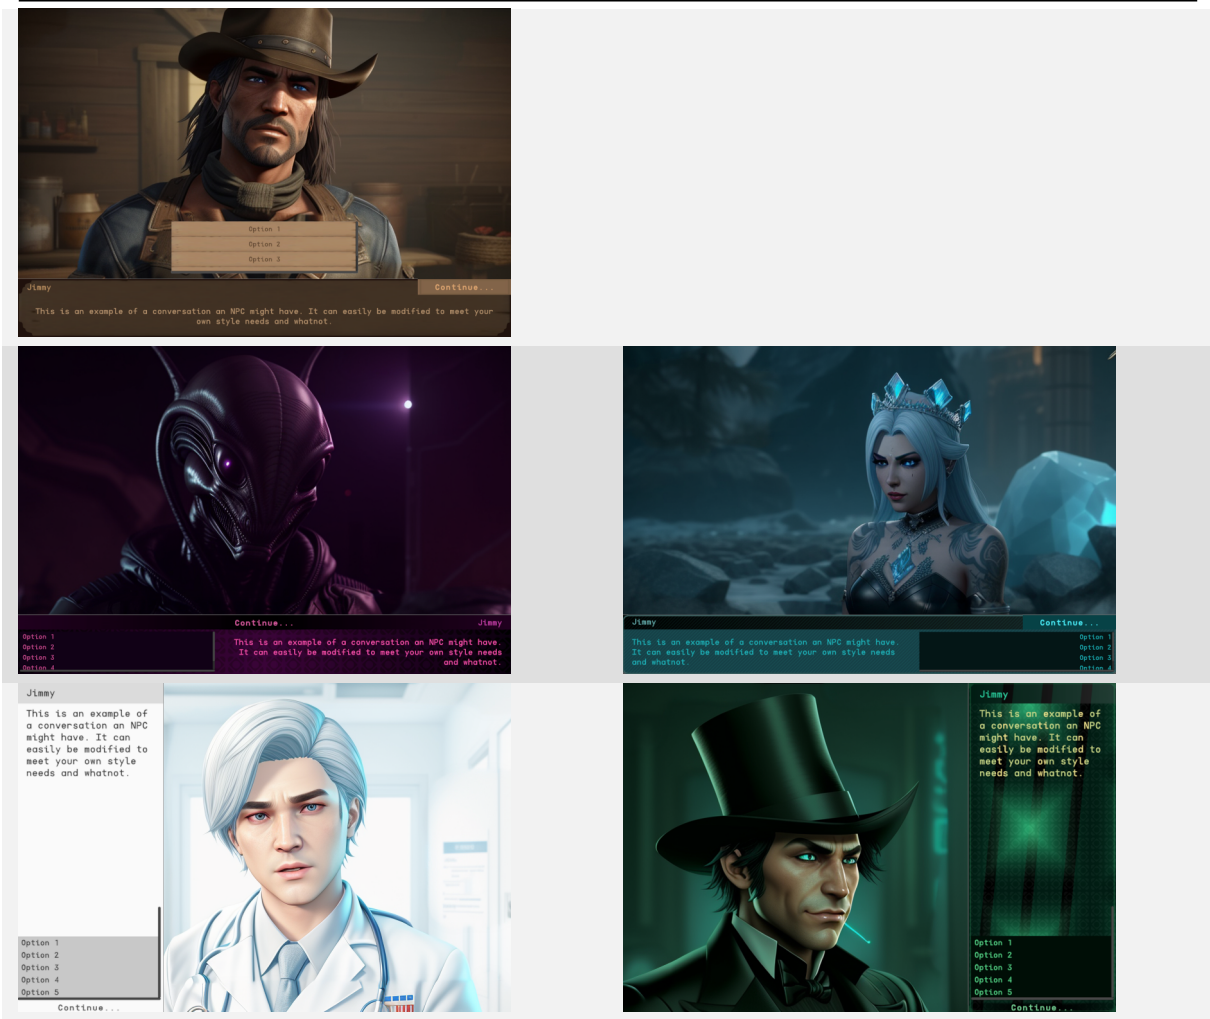 Option 1
Option 2
Option 3
Jimmy
Continue...
This is an example of a conversation an NPC might have. It can easily be modified to meet your
own style needs and whatnot.
Continue...
Jimmy
Option 1
Option 2
Option 3
Option 4
This is an example of a conversation an NPC might have.
It can easily be modified to meet your own style needs
and whatnot.
Jimmy
Continue...
This is an example of a conversation an NPC might have.
It can easily be modified to meet your own style needs
and whatnot.
Option 1
Option 2
Option 3
Option 4
Jimmy
This is an example of
a conversation an NPC
might have. It can
easily be modified to
meet your own style
needs and whatnot.
Option 1
Option 2
Option 3
Option 4
Option 5
Continue...
Jimmy
This is an example of
a conversation an NPC
might have. It can
easily be modified to
meet your own style
needs and whatnot.
Option 1
Option 2
Option 3
Option 4
Option 5
Continue...